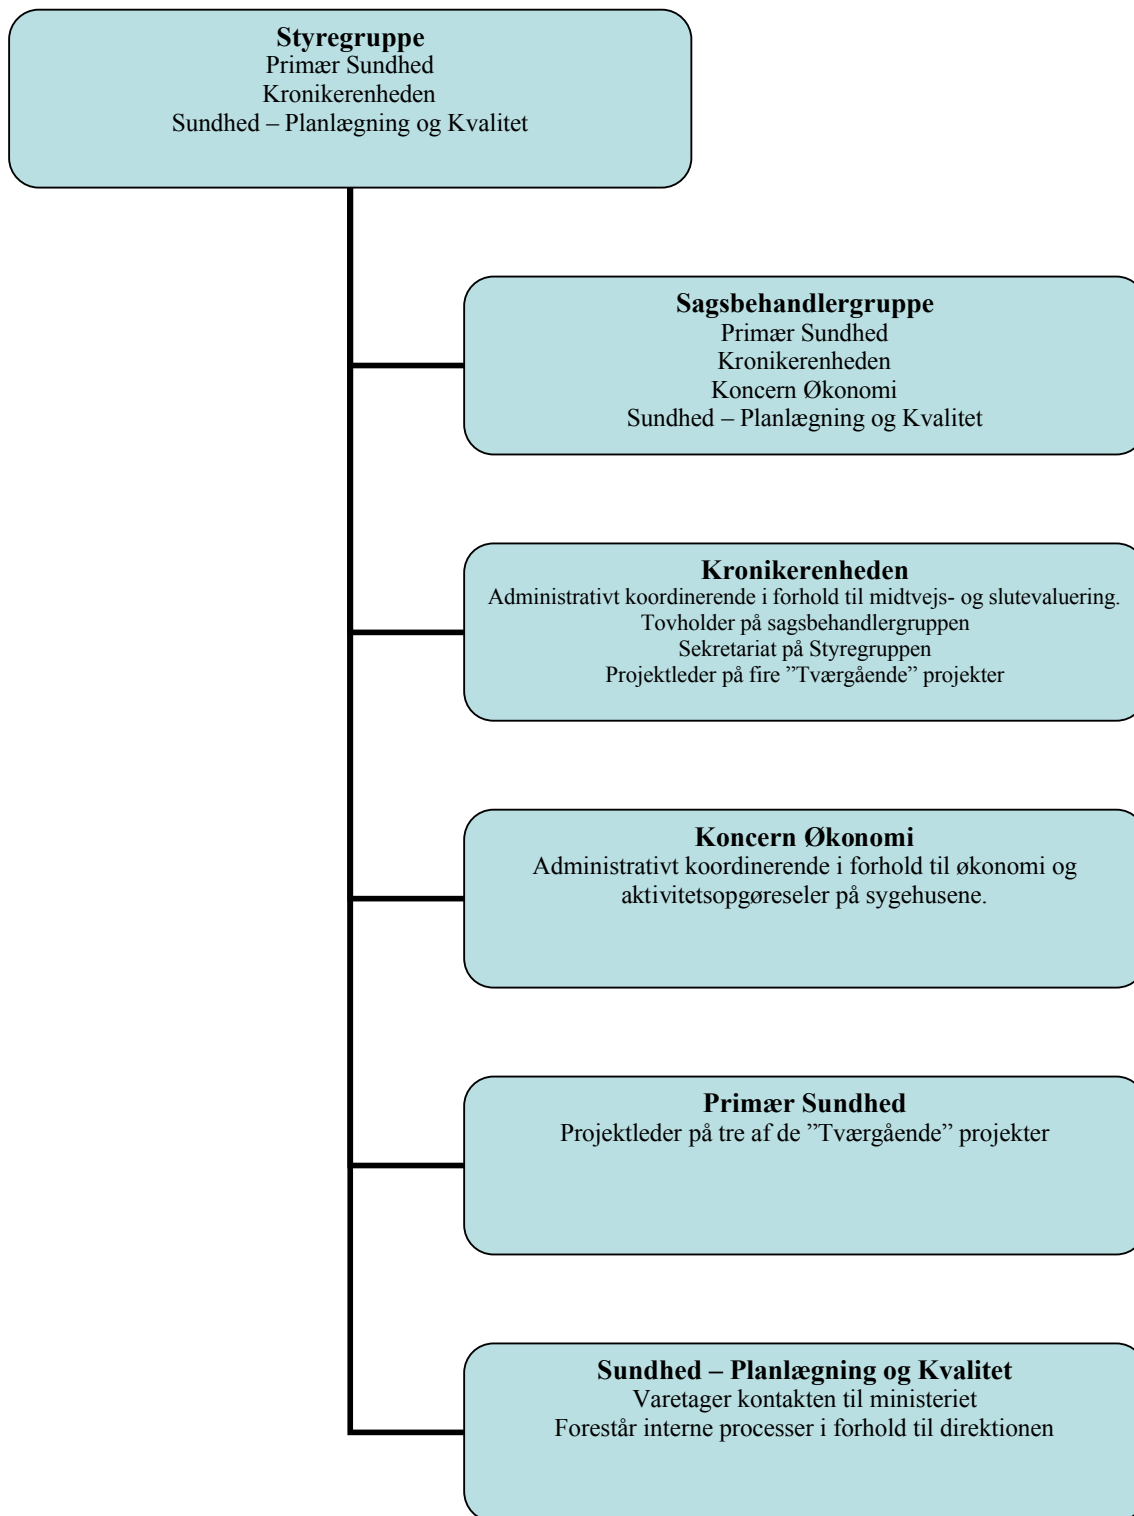 Styregruppe
Primær Sundhed
Kronikerenheden
Sundhed – Planlægning og Kvalitet
Sagsbehandlergruppe
Primær Sundhed
Kronikerenheden
Koncern Økonomi
Sundhed – Planlægning og Kvalitet
Kronikerenheden
Administrativt koordinerende i forhold til midtvejs- og slutevaluering.
Tovholder på sagsbehandlergruppen
Sekretariat på Styregruppen
Projektleder på fire ”Tværgående” projekter
Koncern Økonomi
Administrativt koordinerende i forhold til økonomi og
aktivitetsopgøreseler på sygehusene.
Primær Sundhed
Projektleder på tre af de ”Tværgående” projekter
Sundhed – Planlægning og Kvalitet
Varetager kontakten til ministeriet
Forestår interne processer i forhold til direktionen